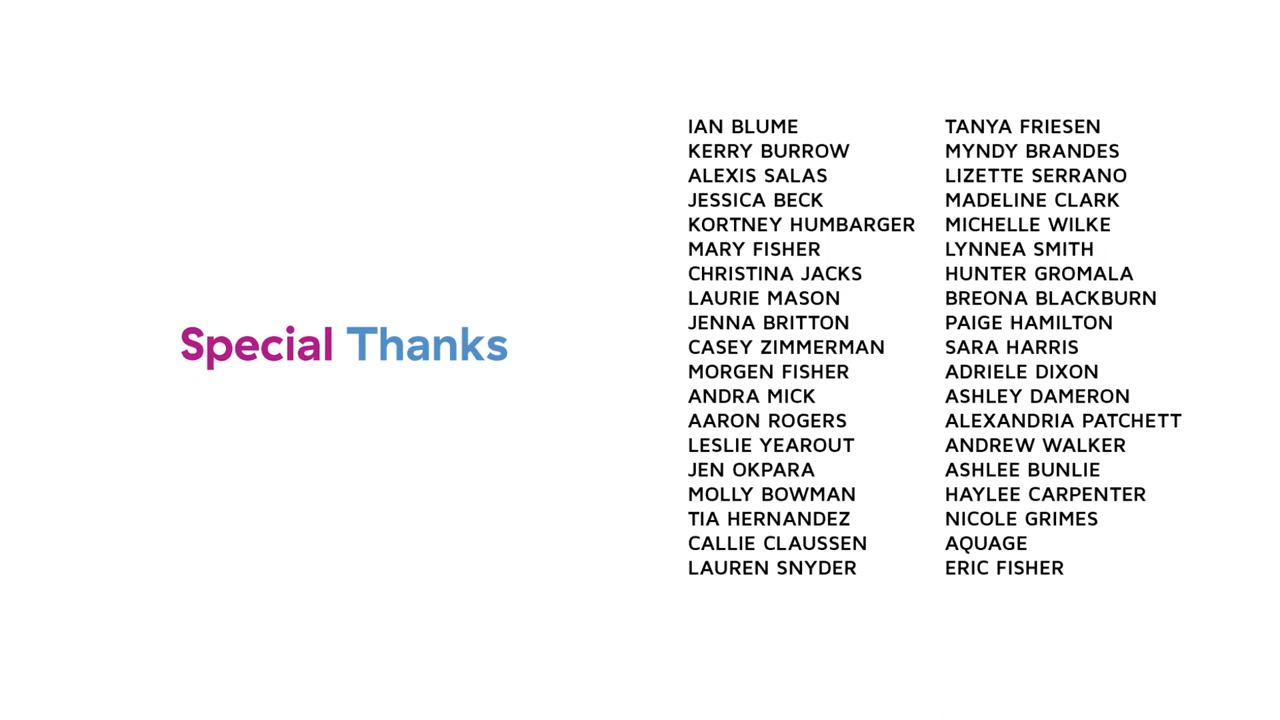 Special Thanks
IAN BLUME
KERRY BURROW
ALEXIS SALAS
JESSICA BECK
KORTNEY HUMBARGER
MARY FISHER
CHRISTINA JACKS
LAURIE MASON
JENNA BRITTON
CASEY ZIMMERMAN
MORGEN FISHER
ANDRA MICK
AARON ROGERS
LESLIE YEAROUT
JEN OKPARA
MOLLY BOWMAN
TIA HERNANDEZ
CALLIE CLAUSSEN
LAUREN SNYDER
TANYA FRIESEN
MYNDY BRANDES
LIZETTE SERRANO
MADELINE CLARK
MICHELLE WILKE
LYNNEA SMITH
HUNTER GROMALA
BREONA BLACKBURN
PAIGE HAMILTON
SARA HARRIS
ADRIELE DIXON
ASHLEY DAMERON
ALEXANDRIA PATCHETT
ANDREW WALKER
ASHLEE BUNLIE
HAYLEE CARPENTER
NICOLE GRIMES
AQUAGE
ERIC FISHER